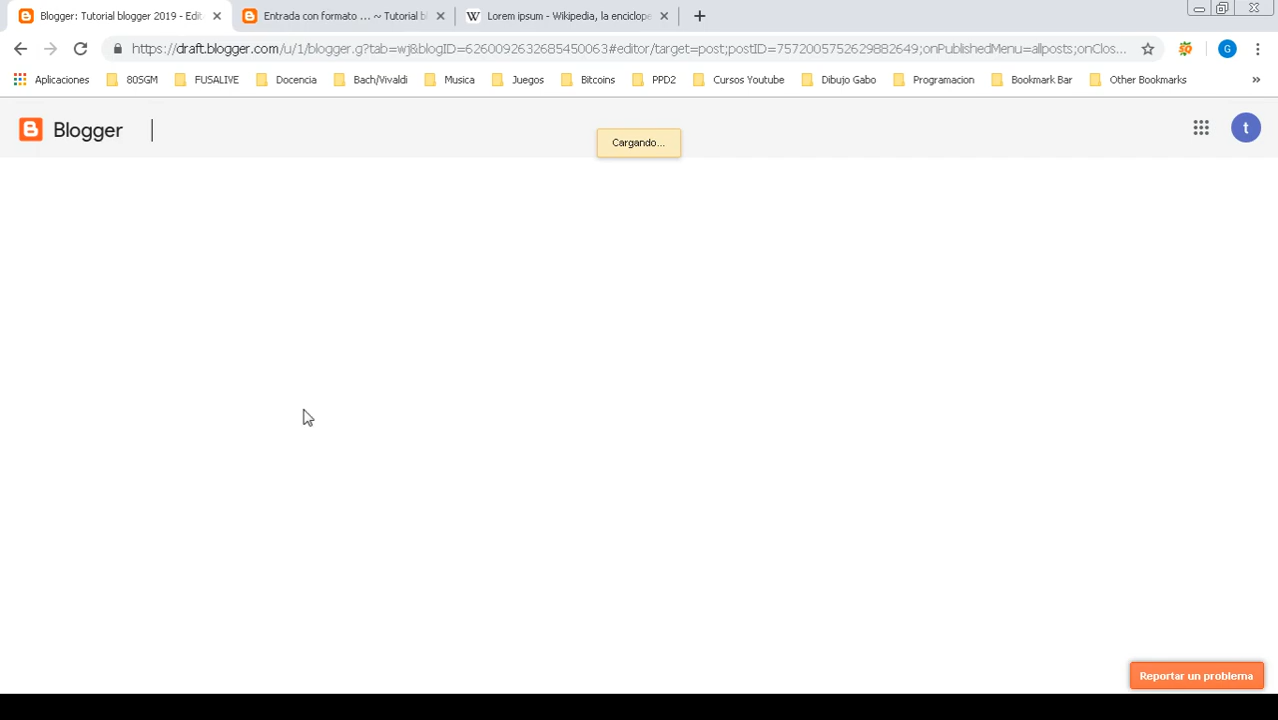 Blogger: Tutorial blogger 2019 - Edit
Entrada con formato ... ~ Tutorial bl
Lorem ipsum - Wikipedia, la enciclope
https://draft.blogger.com/u/1/blogger.g?tab=wj&blogID=6260092632685450063#editor/target=post;postID=7572005752629882649;onPublishedMenu=allposts;onClos...
Aplicaciones
80SGM
FUSALIVE
Docencia
Bach/Vivaldi
Musica
Juegos
Bitcoins
PPD2
Cursos Youtube
Dibujo Gabo
Programacion
Bookmark Bar
Other Bookmarks
»
G
Blogger
Cargando...
t
Reportar un problema